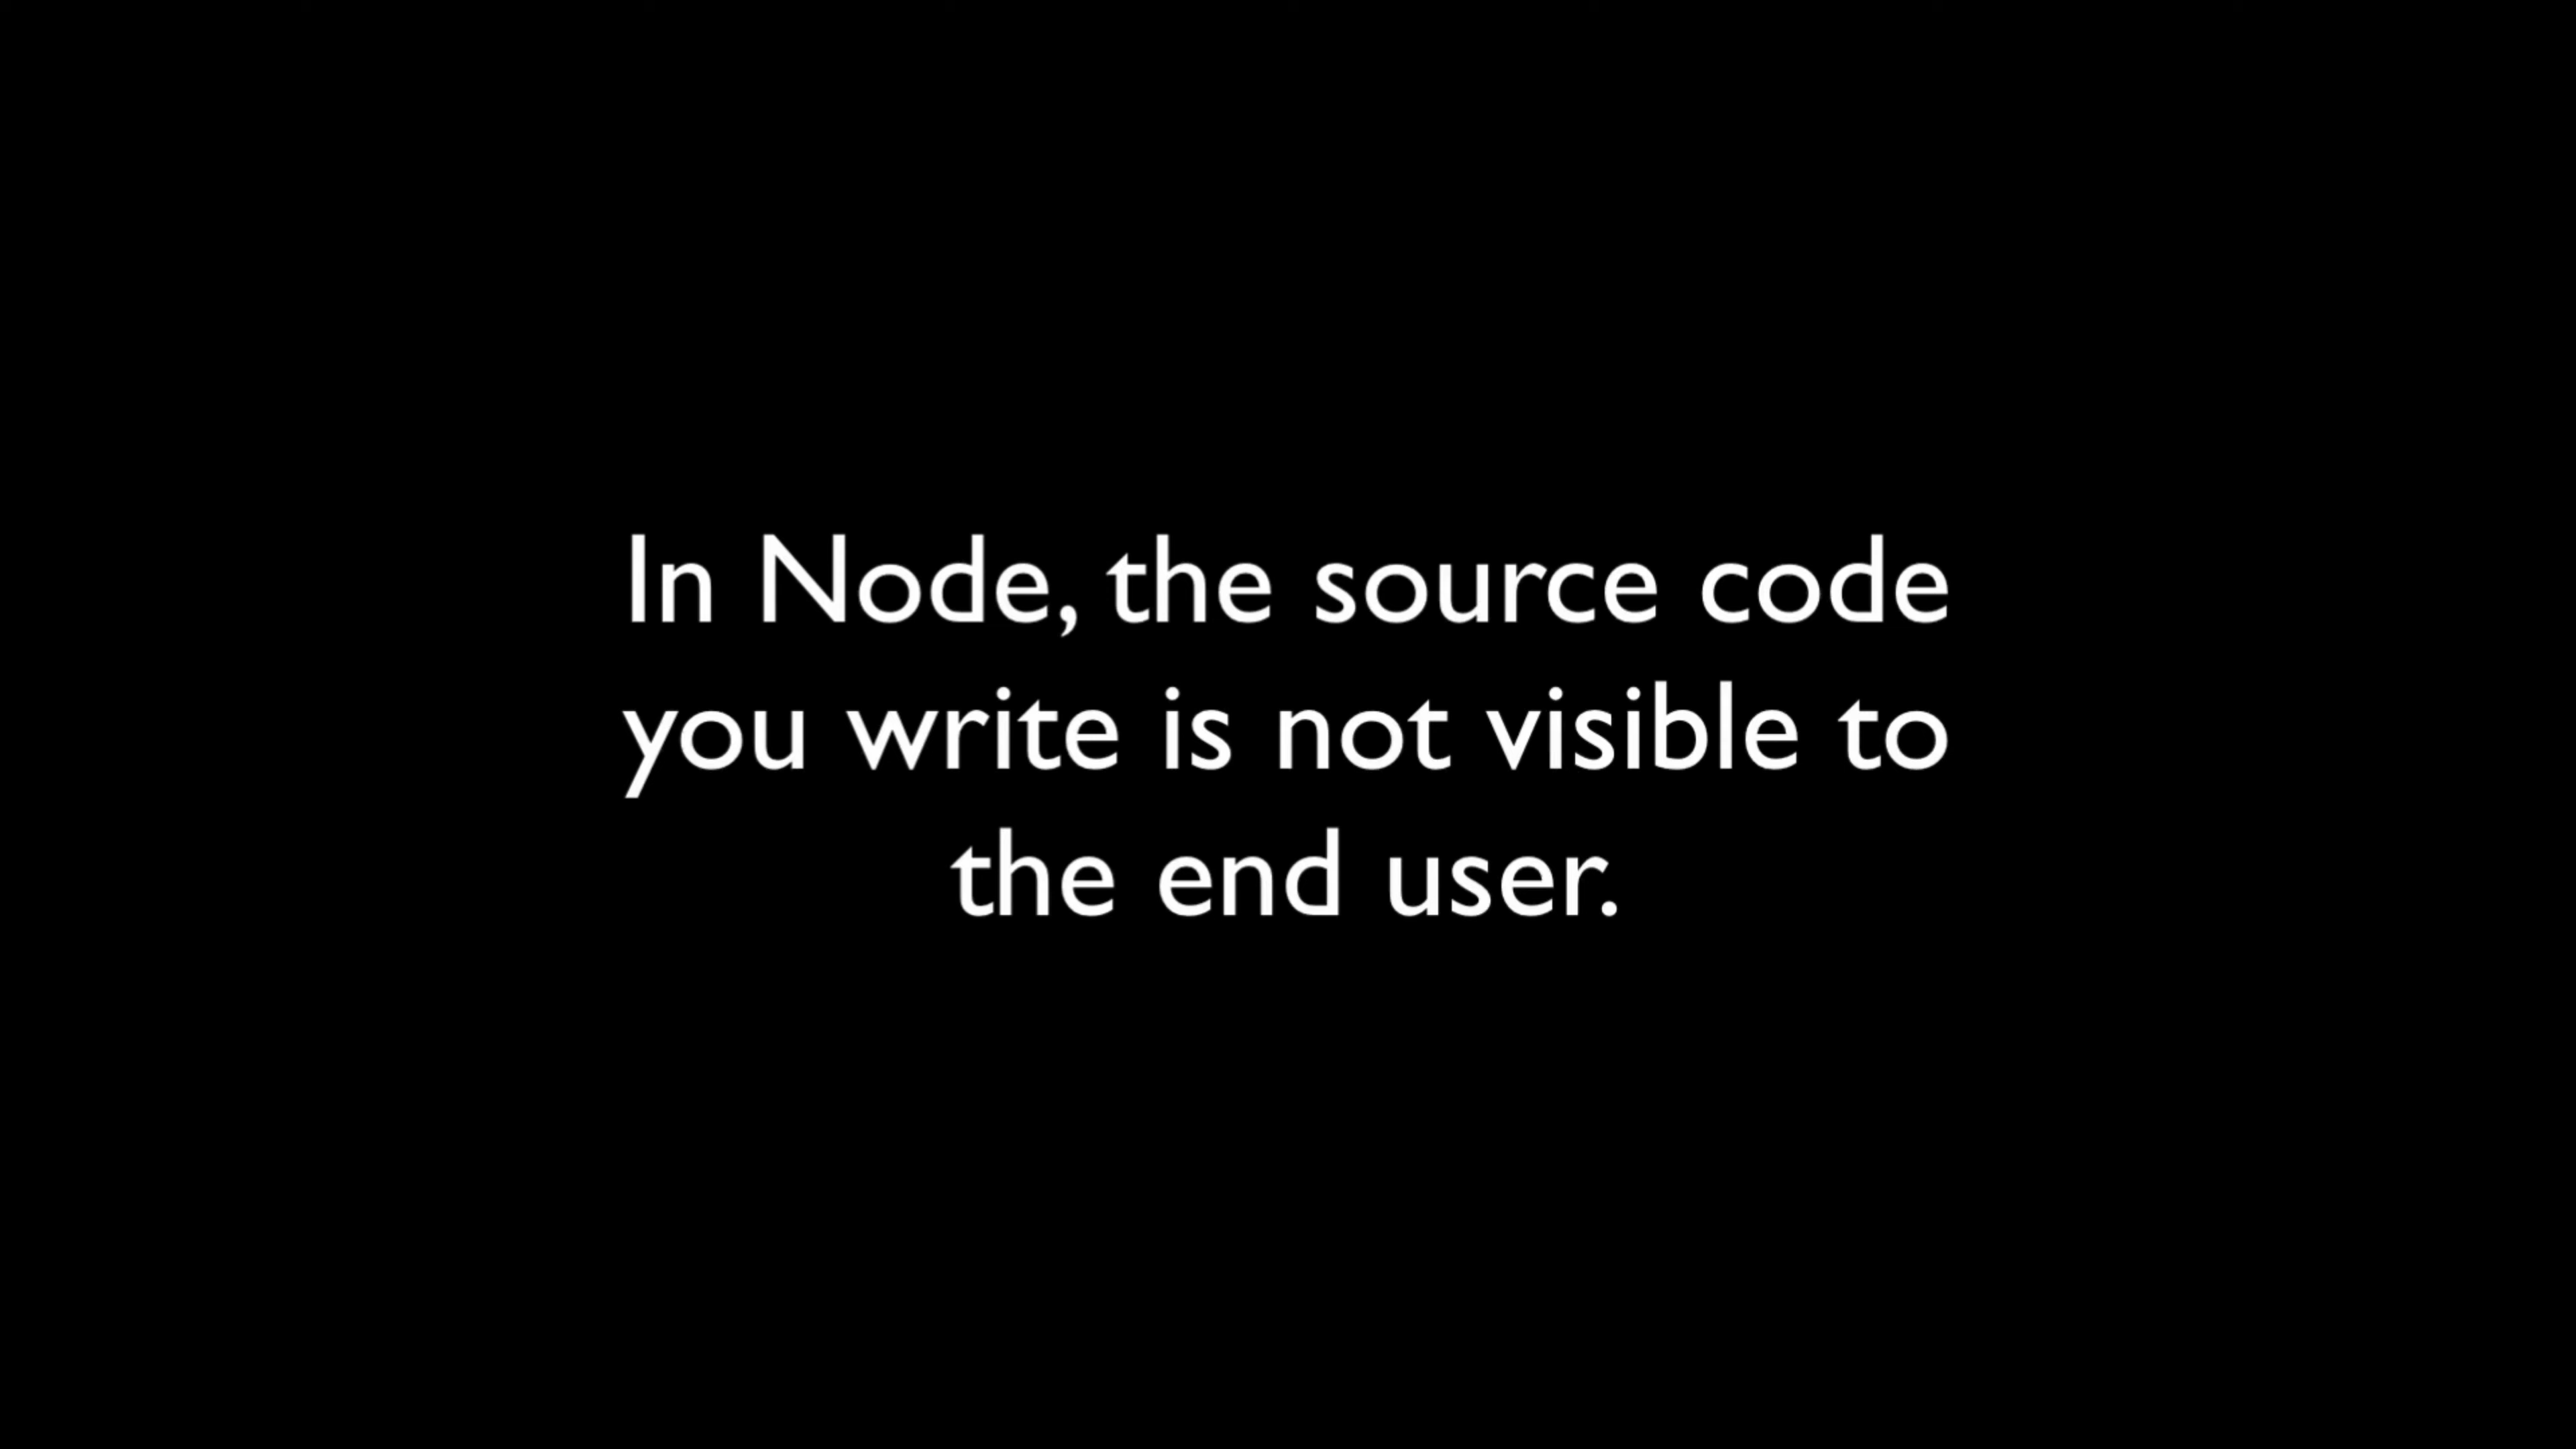 In Node, the source code
you write is not visible to
the end user.